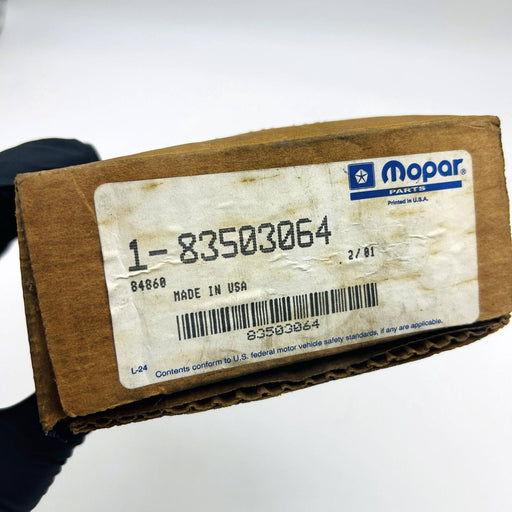 Mopar®
PARTS
Printed in U.S.A.
1-83503064
84860 2/01
MADE IN USA
83503064
L-24 Contents conform to U.S. federal motor vehicle safety standards, if any are applicable.